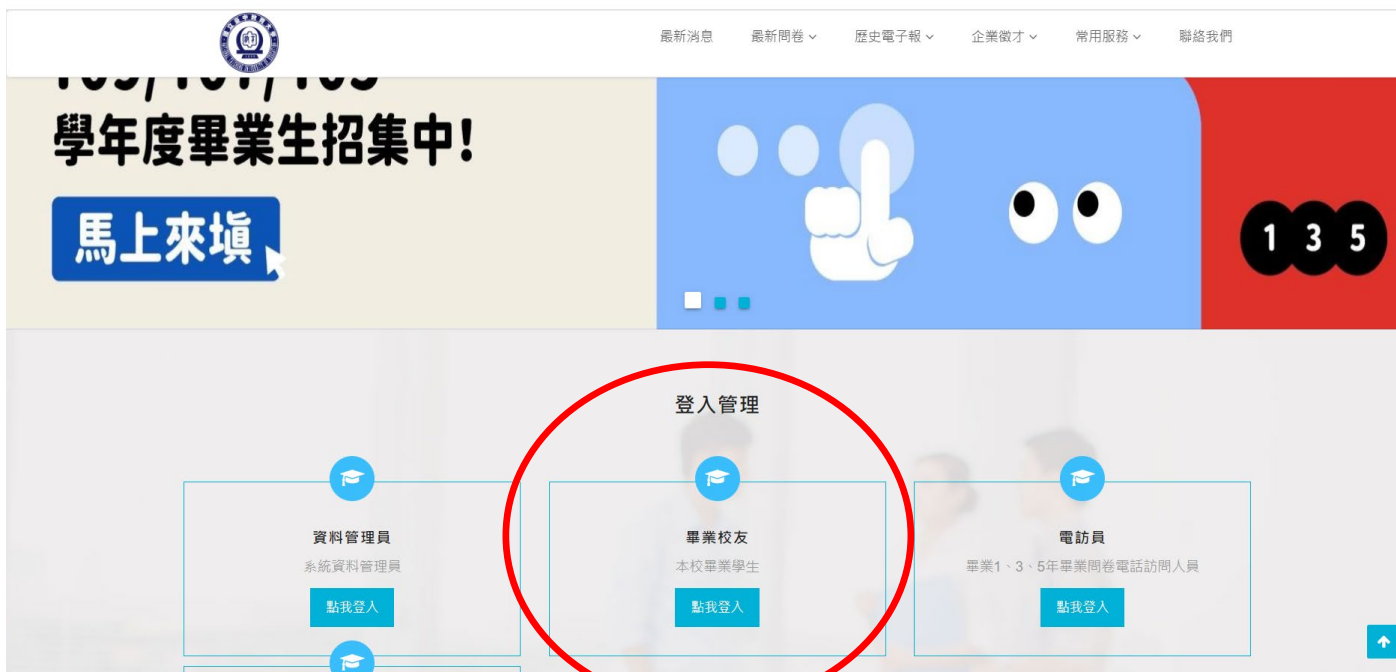 最新消息 最新問卷 歷史電子報 企業徵才 常用服務 聯絡我們
109/107/105
學年度畢業生招集中!
馬上來填
1 3 5
登入管理
資料管理員
系統資料管理員
點我登入
畢業校友
本校畢業學生
點我登入
電訪員
畢業1、3、5年畢業問卷電話訪問人員
點我登入